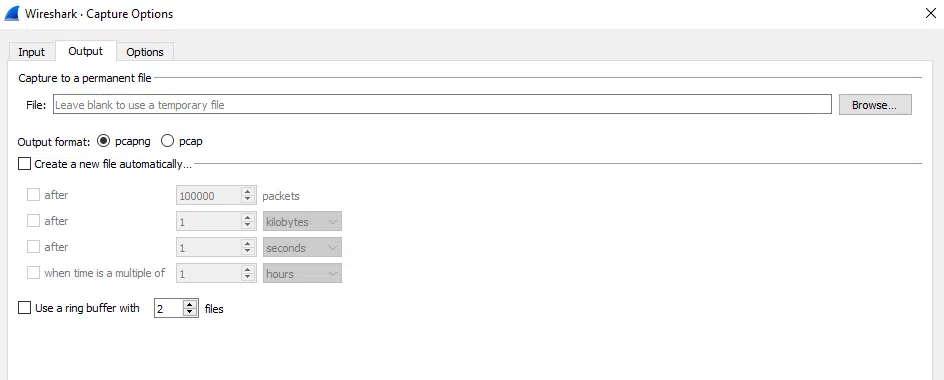 Wireshark · Capture Options
Input Output Options
Capture to a permanent file
File: Leave blank to use a temporary file Browse...
Output format: pcapng pcap
Create a new file automatically...
after 100000 packets
after 1 kilobytes
after 1 seconds
when time is a multiple of 1 hours
Use a ring buffer with 2 files